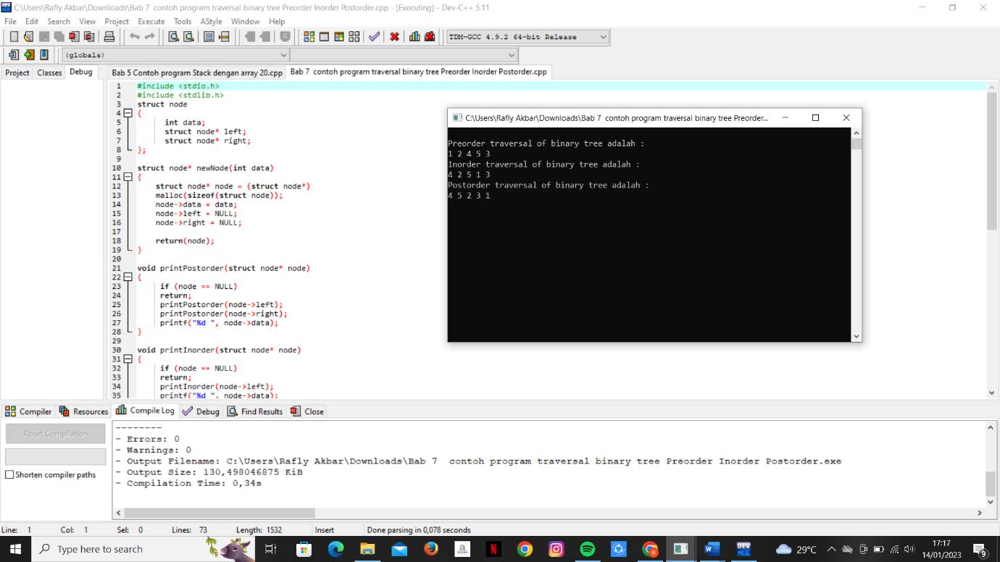 C:\Users\Rafly Akbar\Downloads\Bab 7  contoh program traversal binary tree Preorder Inorder Postorder.cpp - [Executing] - Dev-C++ 5.11
File Edit Search View Project Execute Tools AStyle Window Help
TDM-GCC 4.9.2 64-bit Release
(globals)
Project Classes Debug
Bab 5 Contoh program Stack dengan array 20.cpp Bab 7  contoh program traversal binary tree Preorder Inorder Postorder.cpp
1 #include <stdio.h>
2 #include <stdlib.h>
3 struct node
4 {
5 int data;
6 struct node* left;
7 struct node* right;
8 };
9
10 struct node* newNode(int data)
11 {
12 struct node* node = (struct node*)
13 malloc(sizeof(struct node));
14 node->data = data;
15 node->left = NULL;
16 node->right = NULL;
17
18 return(node);
19 }
20
21 void printPostorder(struct node* node)
22 {
23 if (node == NULL)
24 return;
25 printPostorder(node->left);
26 printPostorder(node->right);
27 printf("%d ", node->data);
28 }
29
30 void printInorder(struct node* node)
31 {
32 if (node == NULL)
33 return;
34 printInorder(node->left);
35 printf("%d ", node->data);
C:\Users\Rafly Akbar\Downloads\Bab 7  contoh program traversal binary tree Preorder...
Preorder traversal of binary tree adalah :
1 2 4 5 3
Inorder traversal of binary tree adalah :
4 2 5 1 3
Postorder traversal of binary tree adalah :
4 5 2 3 1
Compiler Resources Compile Log Debug Find Results Close
Abort Compilation
Shorten compiler paths
--------
- Errors: 0
- Warnings: 0
- Output Filename: C:\Users\Rafly Akbar\Downloads\Bab 7  contoh program traversal binary tree Preorder Inorder Postorder.exe
- Output Size: 130,498046875 KiB
- Compilation Time: 0,34s
Line: 1 Col: 1 Sel: 0 Lines: 73 Length: 1532 Insert Done parsing in 0,078 seconds
Type here to search
29°C
17:17
14/01/2023
9